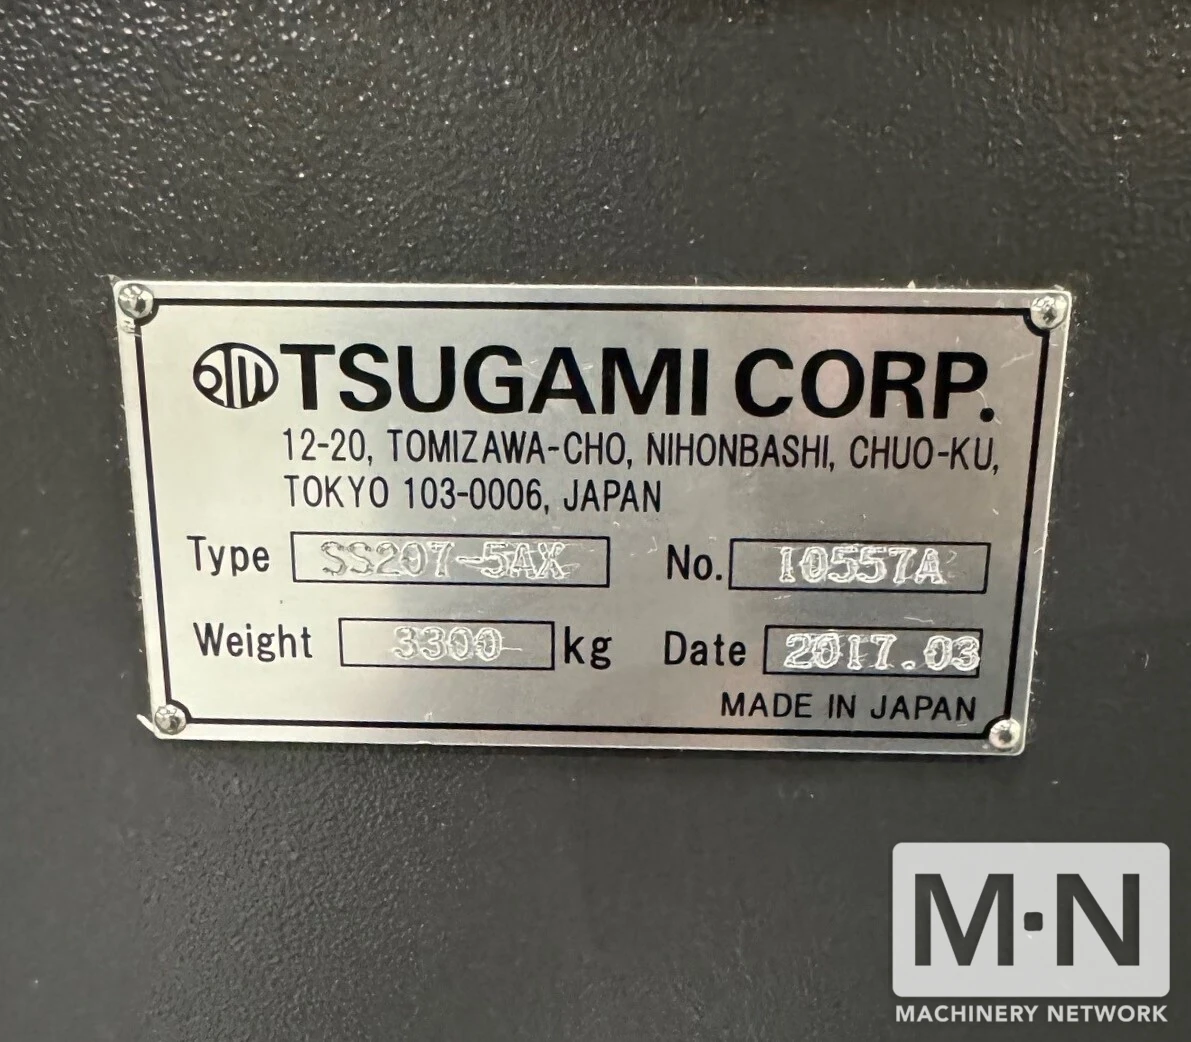 TSUGAMI CORP.
12-20, TOMIZAWA-CHO, NIHONBASHI, CHUO-KU,
TOKYO 103-0006, JAPAN
Type SS207-5AX No. 10557A
Weight 3300 kg Date 2017.03
MADE IN JAPAN
M·N
MACHINERY NETWORK